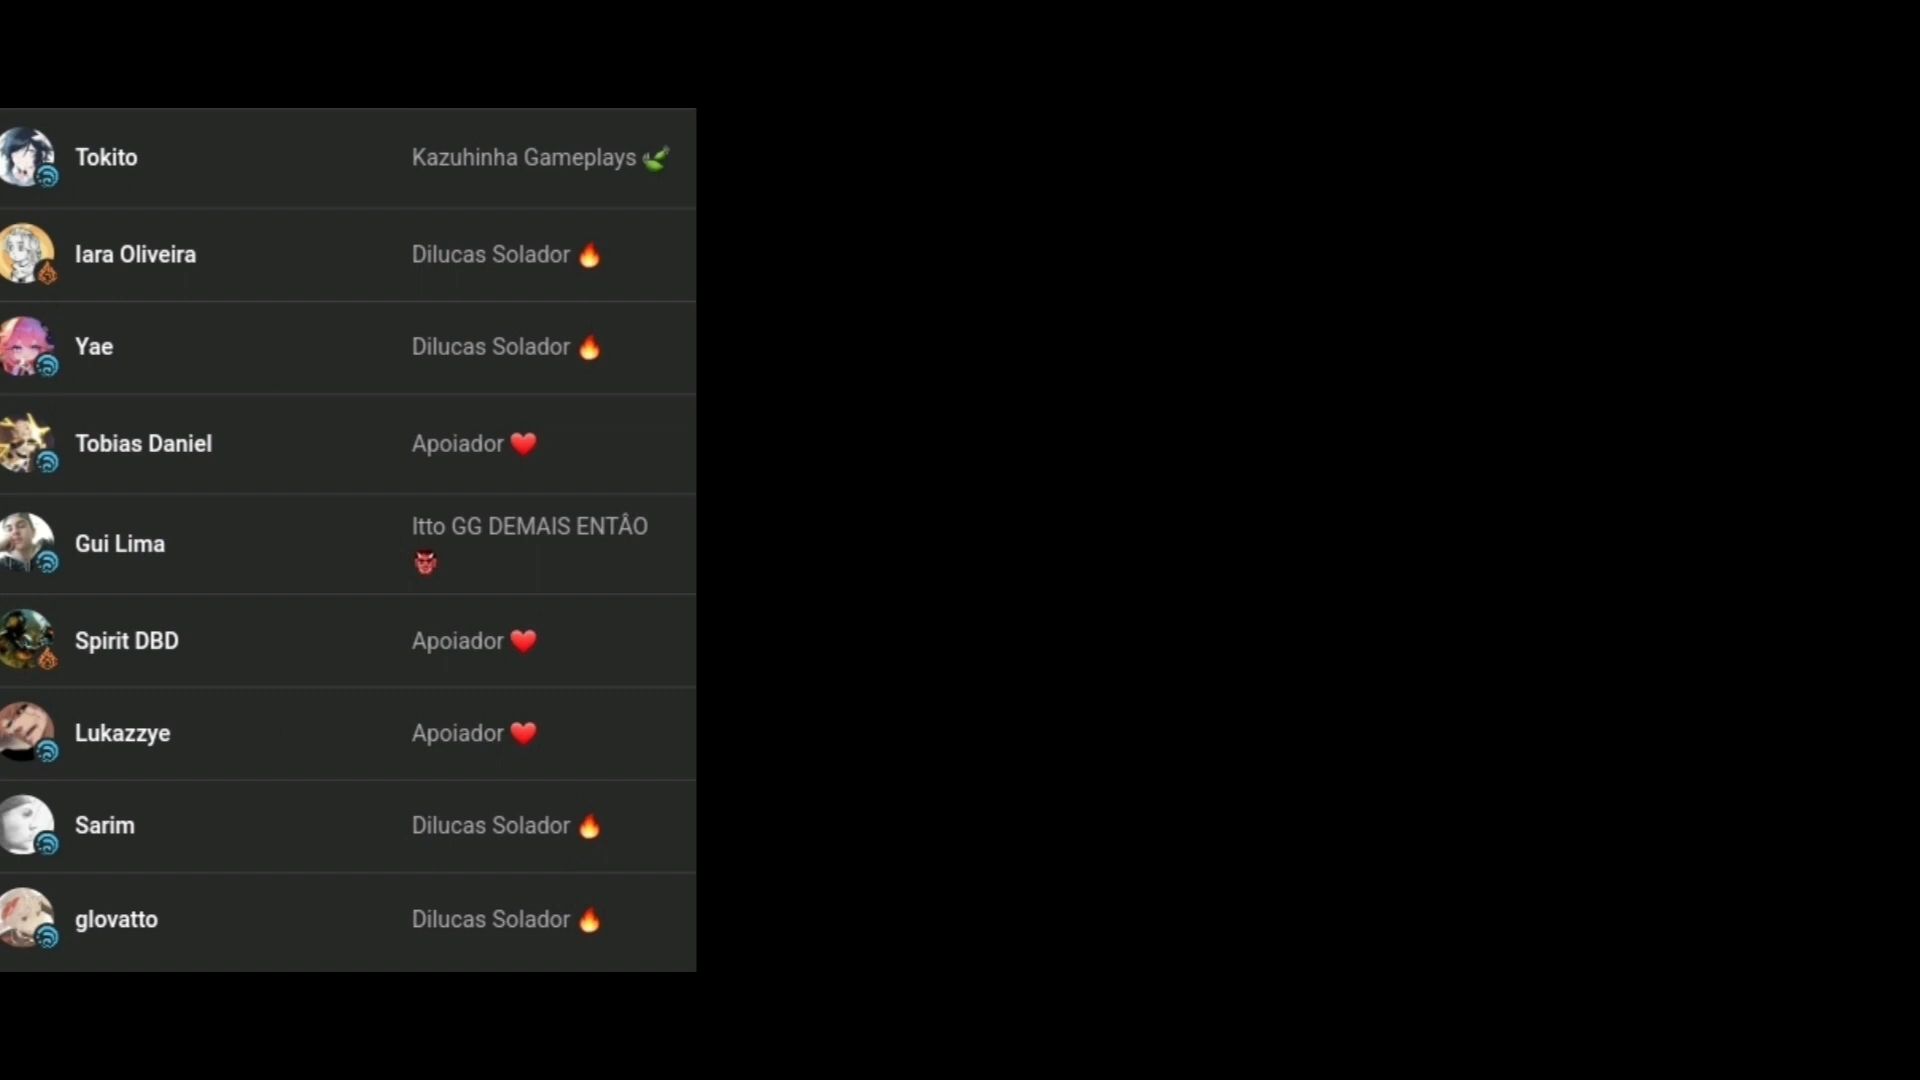 Tokito Kazuhinha Gameplays 🍃
Iara Oliveira Dilucas Solador 🔥
Yae Dilucas Solador 🔥
Tobias Daniel Apoiador ❤️
Gui Lima Itto GG DEMAIS ENTÂO
👹
Spirit DBD Apoiador ❤️
Lukazzye Apoiador ❤️
Sarim Dilucas Solador 🔥
glovatto Dilucas Solador 🔥